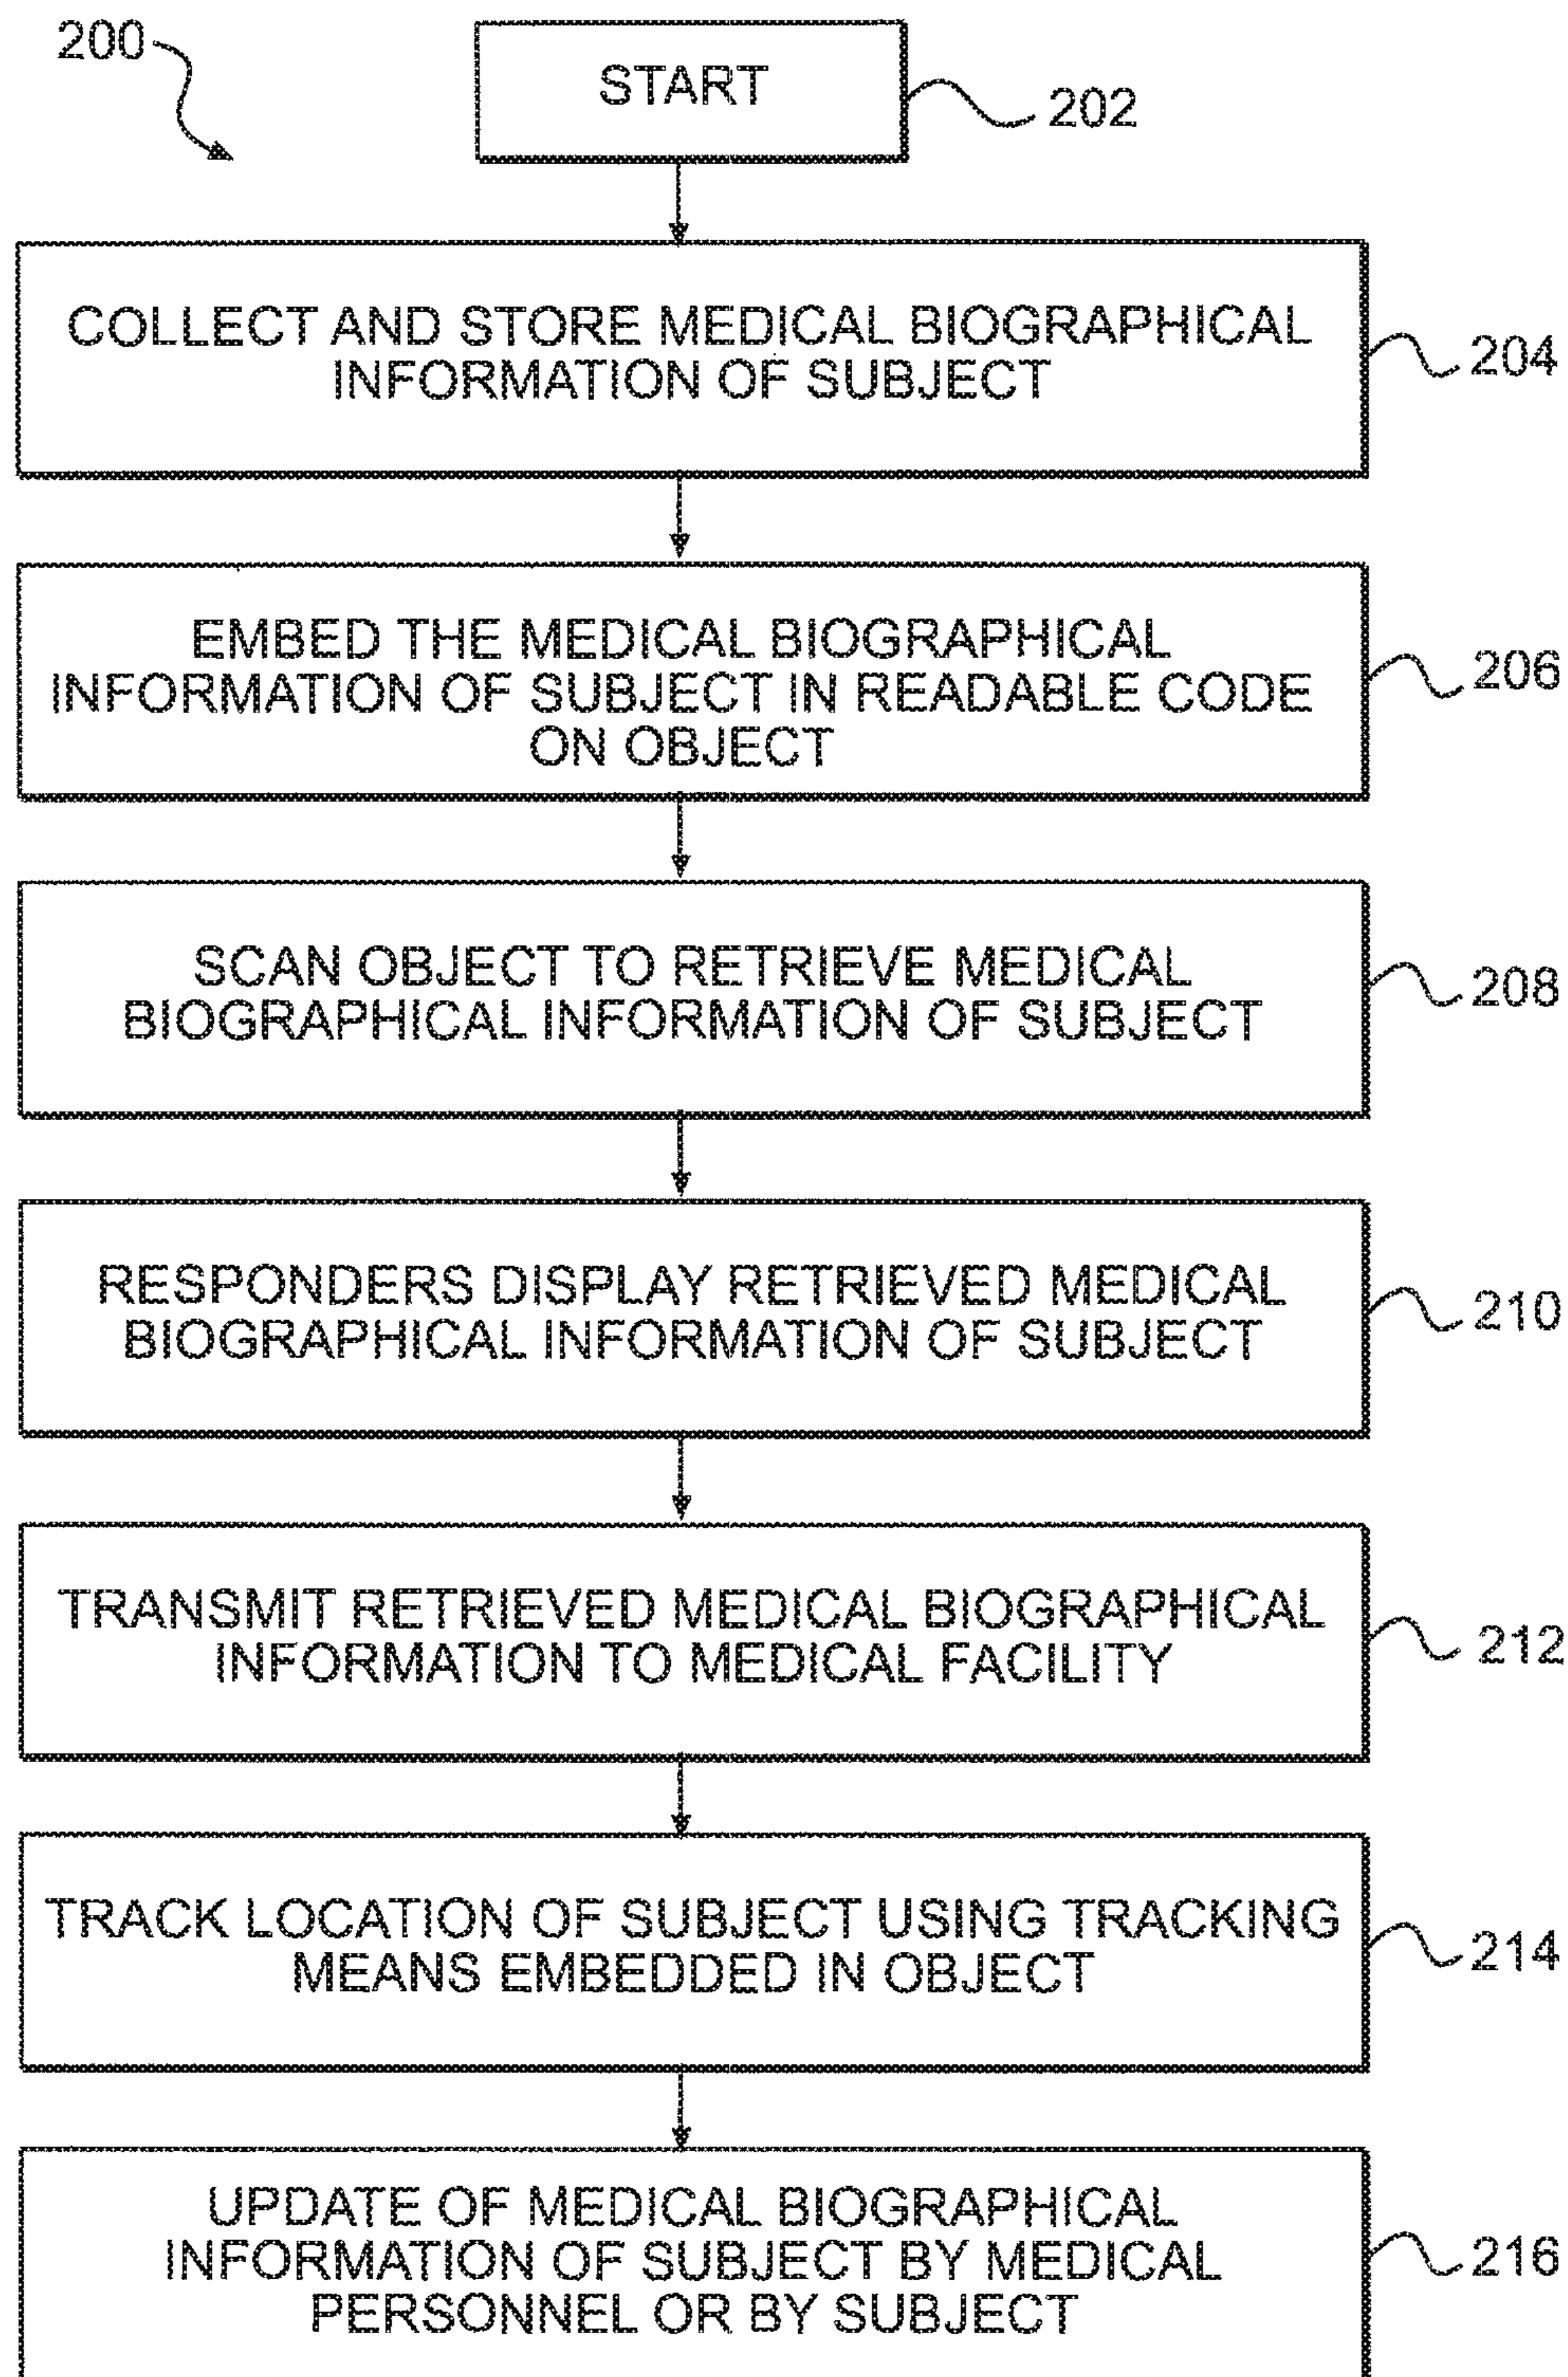 200
START
202
COLLECT AND STORE MEDICAL BIOGRAPHICAL
INFORMATION OF SUBJECT
204
EMBED THE MEDICAL BIOGRAPHICAL
INFORMATION OF SUBJECT IN READABLE CODE
ON OBJECT
206
SCAN OBJECT TO RETRIEVE MEDICAL
BIOGRAPHICAL INFORMATION OF SUBJECT
208
RESPONDERS DISPLAY RETRIEVED MEDICAL
BIOGRAPHICAL INFORMATION OF SUBJECT
210
TRANSMIT RETRIEVED MEDICAL BIOGRAPHICAL
INFORMATION TO MEDICAL FACILITY
212
TRACK LOCATION OF SUBJECT USING TRACKING
MEANS EMBEDDED IN OBJECT
214
UPDATE OF MEDICAL BIOGRAPHICAL
INFORMATION OF SUBJECT BY MEDICAL
PERSONNEL OR BY SUBJECT
216